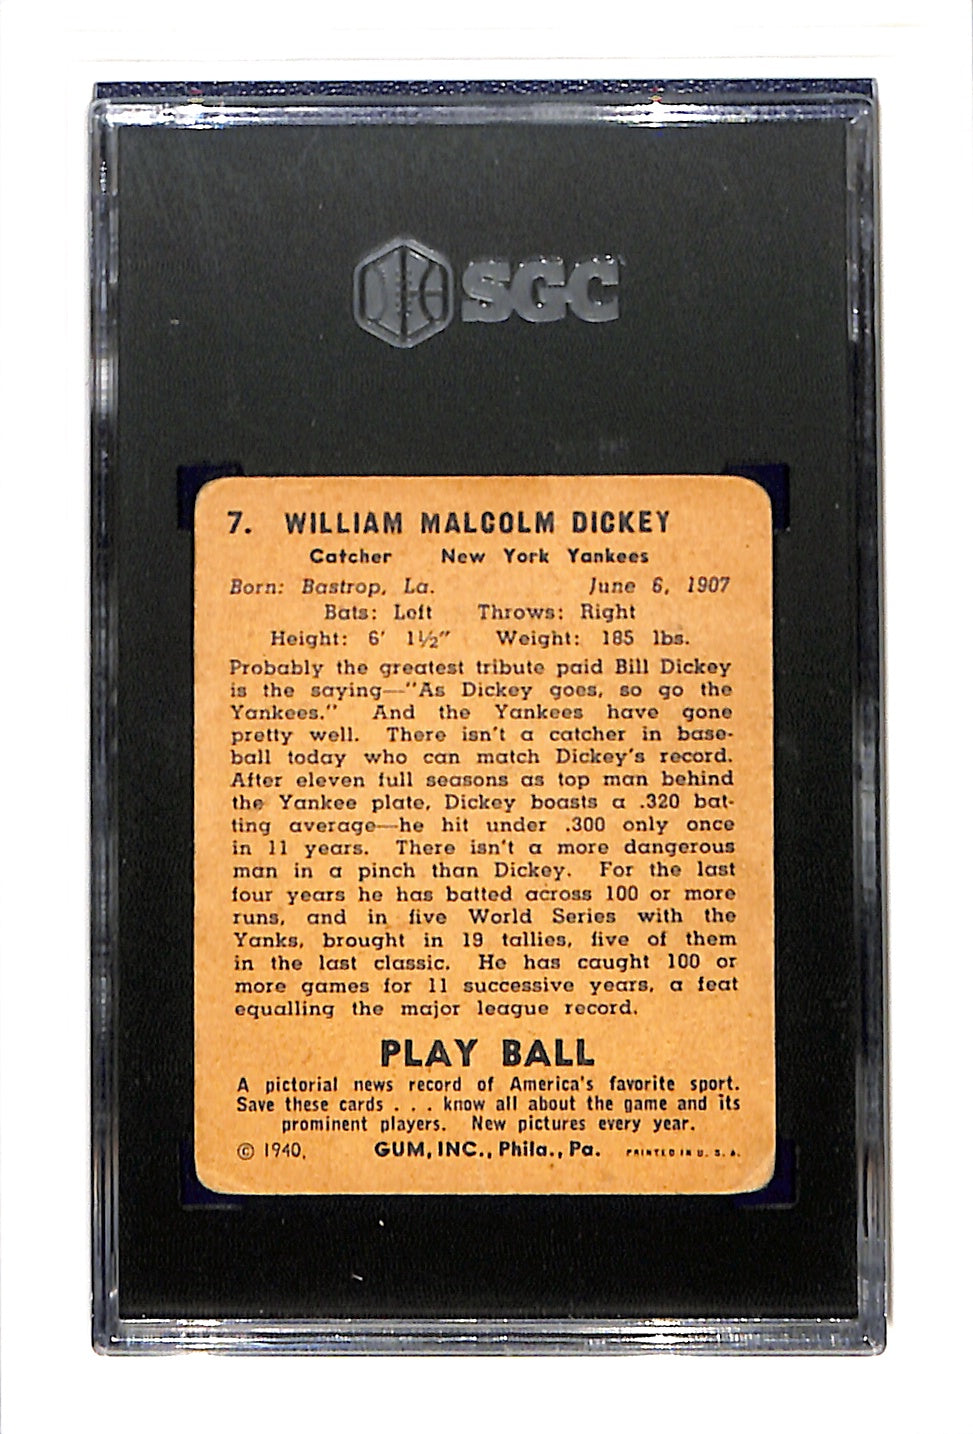 SGC
7. WILLIAM MALCOLM DICKEY
Catcher New York Yankees
Born: Bastrop, La. June 6, 1907
Bats: Left Throws: Right
Height: 6' 1½" Weight: 185 lbs.
Probably the greatest tribute paid Bill Dickey
is the saying—"As Dickey goes, so go the
Yankees." And the Yankees have gone
pretty well. There isn't a catcher in base-
ball today who can match Dickey's record.
After eleven full seasons as top man behind
the Yankee plate, Dickey boasts a .320 bat-
ting average—he hit under .300 only once
in 11 years. There isn't a more dangerous
man in a pinch than Dickey. For the last
four years he has batted across 100 or more
runs, and in five World Series with the
Yanks, brought in 19 tallies, five of them
in the last classic. He has caught 100 or
more games for 11 successive years, a feat
equalling the major league record.
PLAY BALL
A pictorial news record of America's favorite sport.
Save these cards . . . know all about the game and its
prominent players. New pictures every year.
© 1940, GUM, INC., Phila., Pa. PRINTED IN U. S. A.